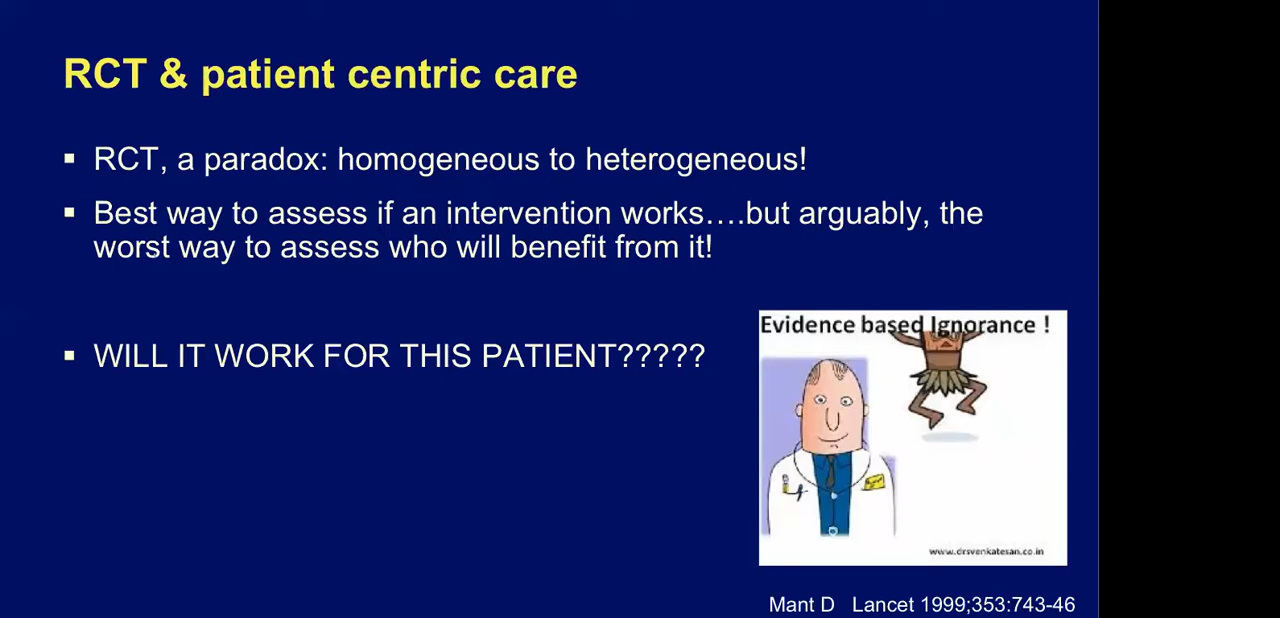 RCT & patient centric care
▪ RCT, a paradox: homogeneous to heterogeneous!
▪ Best way to assess if an intervention works….but arguably, the
worst way to assess who will benefit from it!
▪ WILL IT WORK FOR THIS PATIENT?????
Evidence based Ignorance !
www.drsvenkatesan.co.in
Mant D Lancet 1999;353:743-46